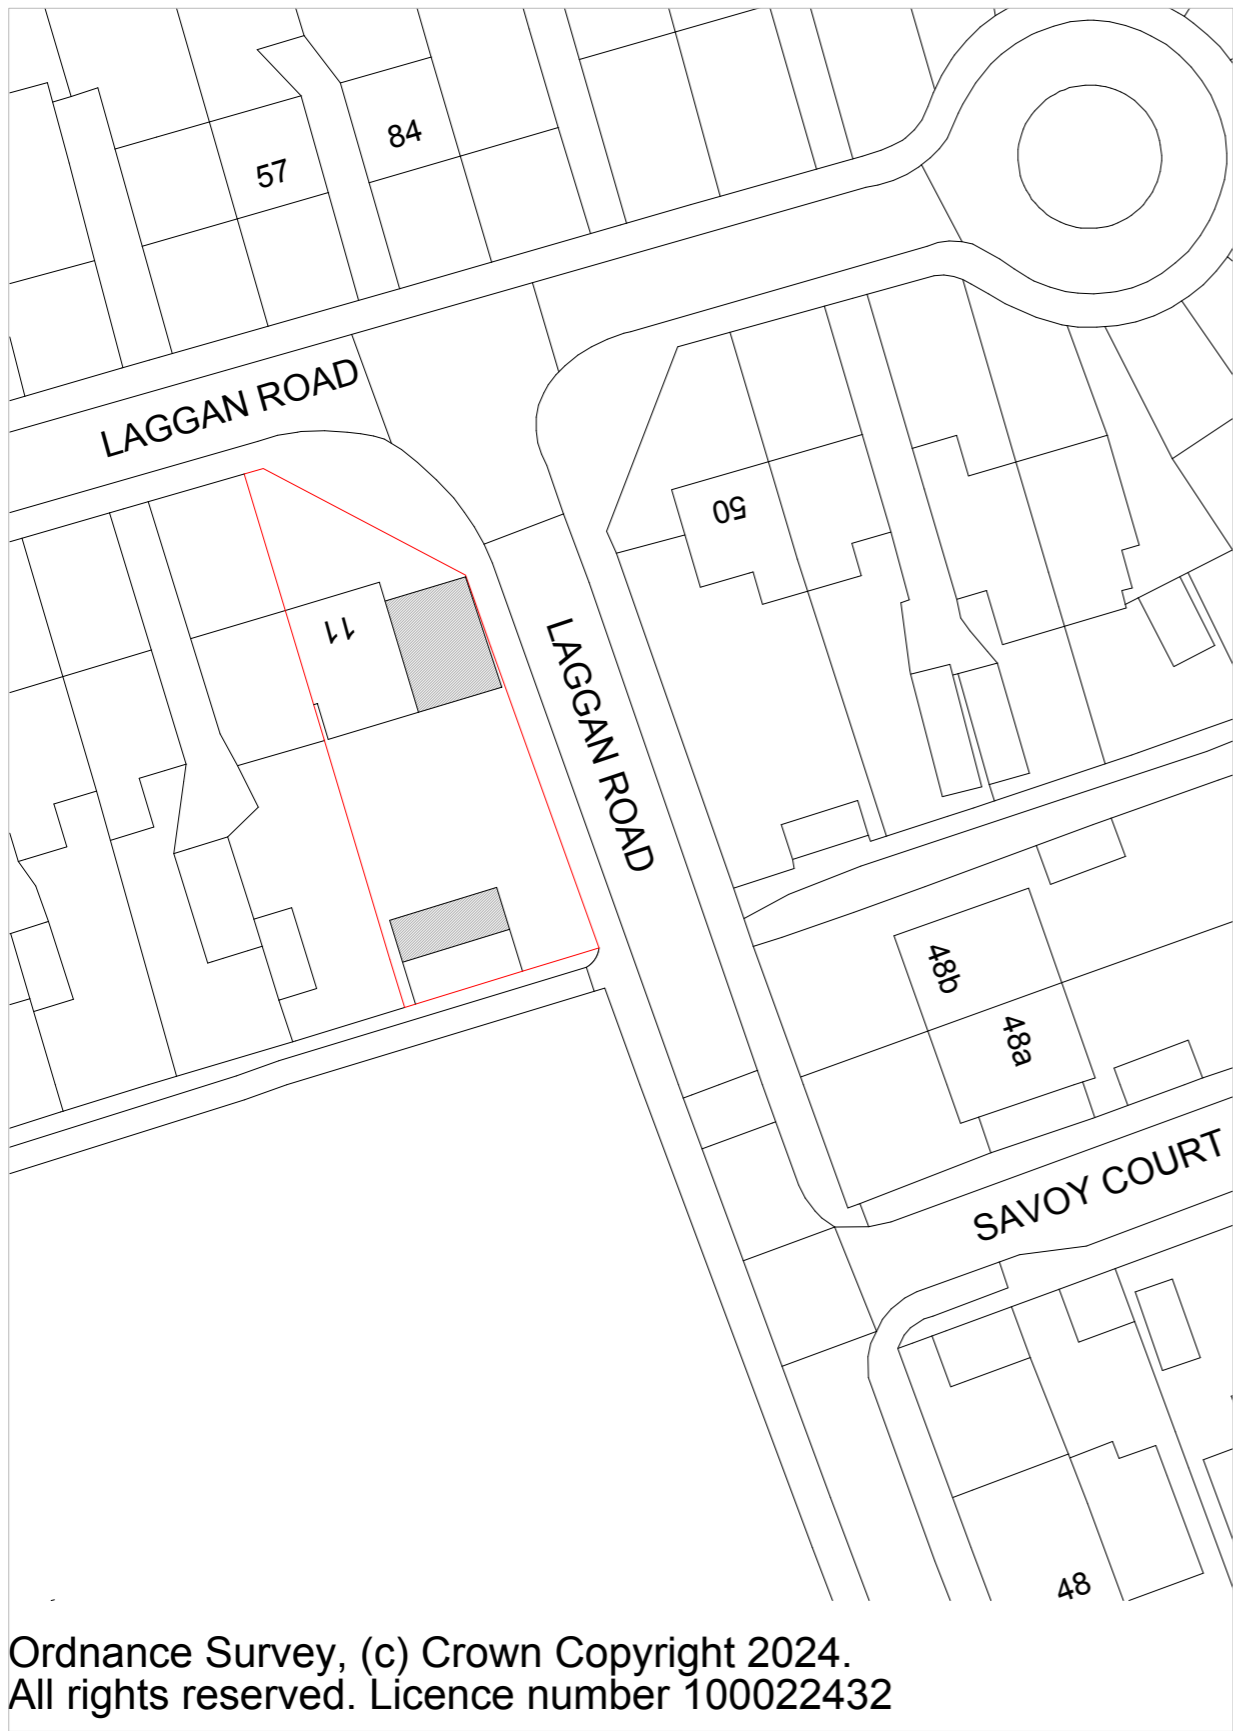 84
57
LAGGAN ROAD
50
11
LAGGAN ROAD
48b
48a
SAVOY COURT
48
Ordnance Survey, (c) Crown Copyright 2024.
All rights reserved. Licence number 100022432